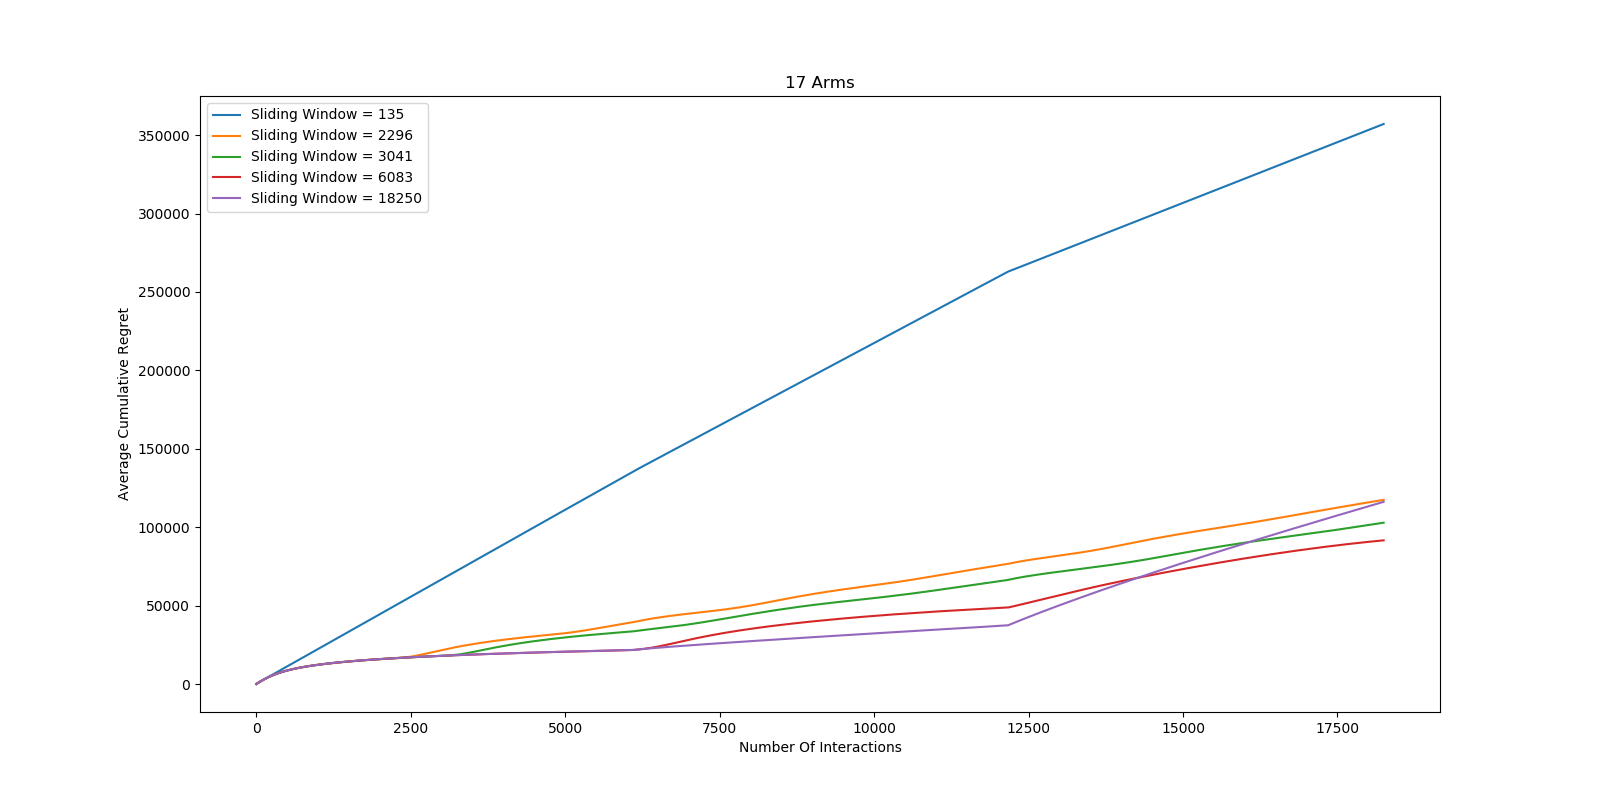 17 Arms
Sliding Window = 135
Sliding Window = 2296
Sliding Window = 3041
Sliding Window = 6083
Sliding Window = 18250
350000
300000
250000
200000
150000
100000
50000
0
Average Cumulative Regret
0 2500 5000 7500 10000 12500 15000 17500
Number Of Interactions